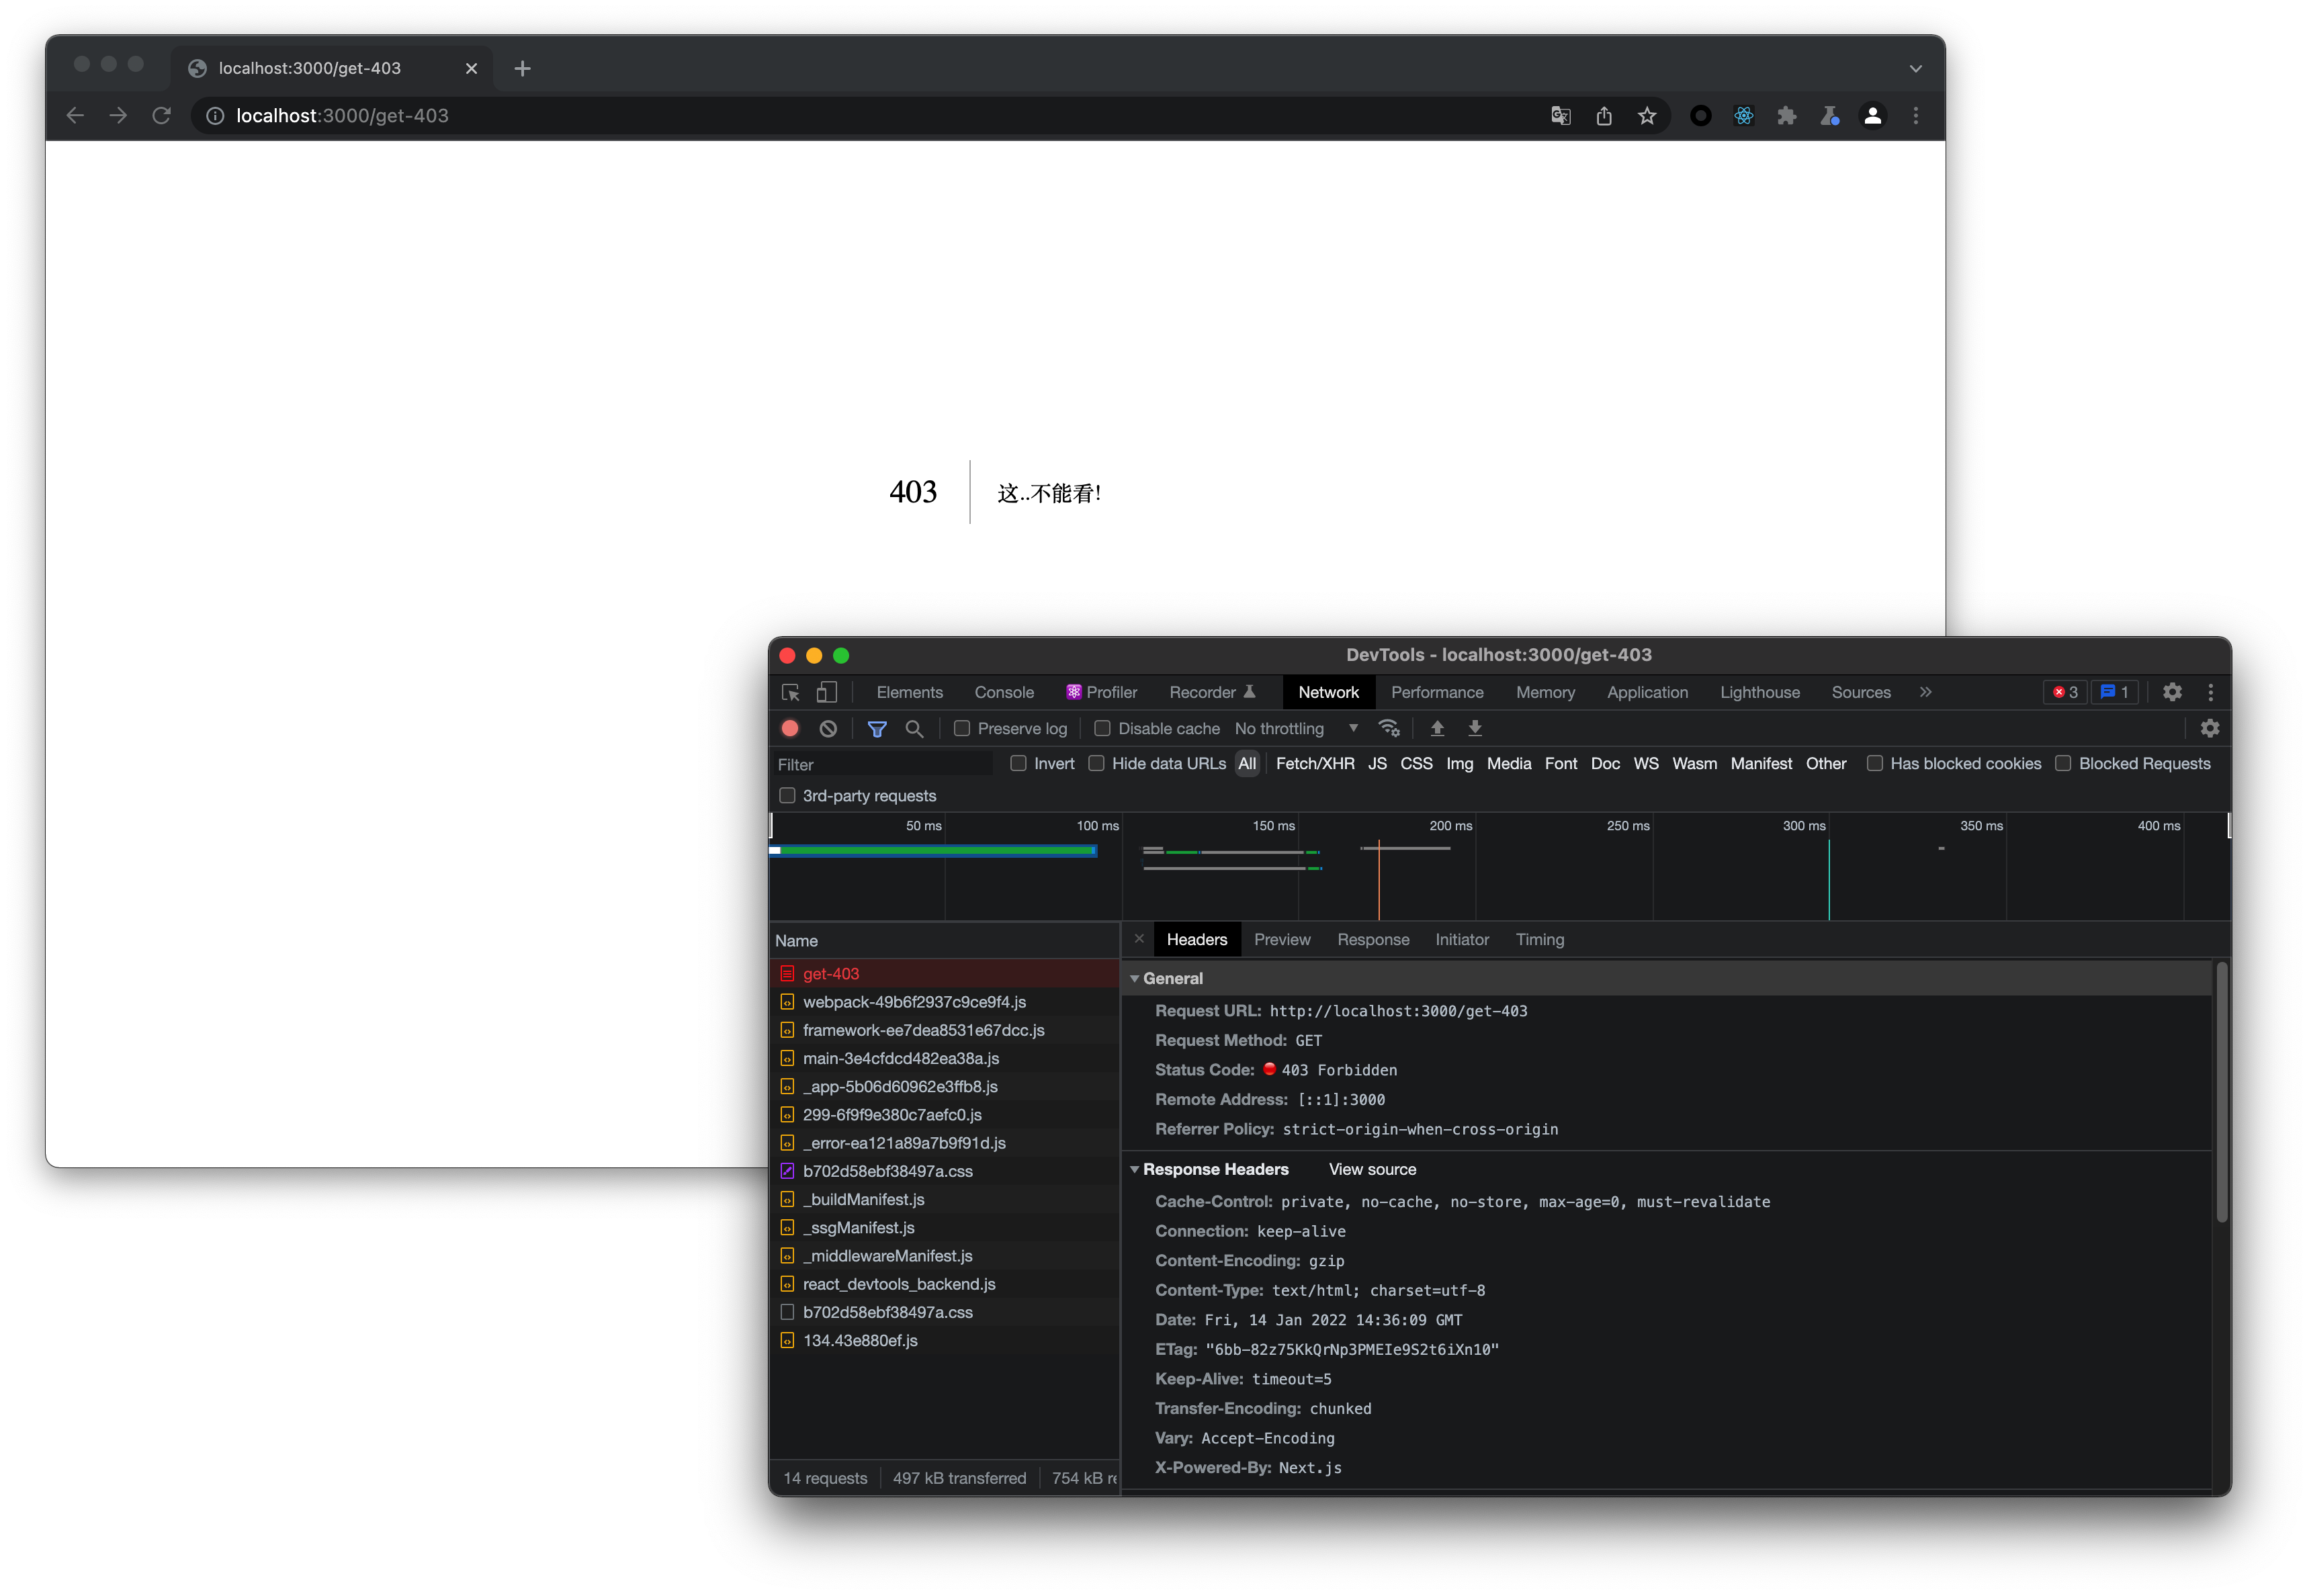 localhost:3000/get-403
localhost:3000/get-403
403
这..不能看!
DevTools - localhost:3000/get-403
Elements Console Profiler Recorder Network Performance Memory Application Lighthouse Sources 3 1
Preserve log Disable cache No throttling
Filter Invert Hide data URLs All Fetch/XHR JS CSS Img Media Font Doc WS Wasm Manifest Other Has blocked cookies Blocked Requests
3rd-party requests
50 ms 100 ms 150 ms 200 ms 250 ms 300 ms 350 ms 400 ms
Name
get-403
webpack-49b6f2937c9ce9f4.js
framework-ee7dea8531e67dcc.js
main-3e4cfdcd482ea38a.js
_app-5b06d60962e3ffb8.js
299-6f9f9e380c7aefc0.js
_error-ea121a89a7b9f91d.js
b702d58ebf38497a.css
_buildManifest.js
_ssgManifest.js
_middlewareManifest.js
react_devtools_backend.js
b702d58ebf38497a.css
134.43e880ef.js
14 requests 497 kB transferred 754 kB re
Headers Preview Response Initiator Timing
General
Request URL: http://localhost:3000/get-403
Request Method: GET
Status Code: 403 Forbidden
Remote Address: [::1]:3000
Referrer Policy: strict-origin-when-cross-origin
Response Headers View source
Cache-Control: private, no-cache, no-store, max-age=0, must-revalidate
Connection: keep-alive
Content-Encoding: gzip
Content-Type: text/html; charset=utf-8
Date: Fri, 14 Jan 2022 14:36:09 GMT
ETag: "6bb-82z75KkQrNp3PMEIe9S2t6iXn10"
Keep-Alive: timeout=5
Transfer-Encoding: chunked
Vary: Accept-Encoding
X-Powered-By: Next.js